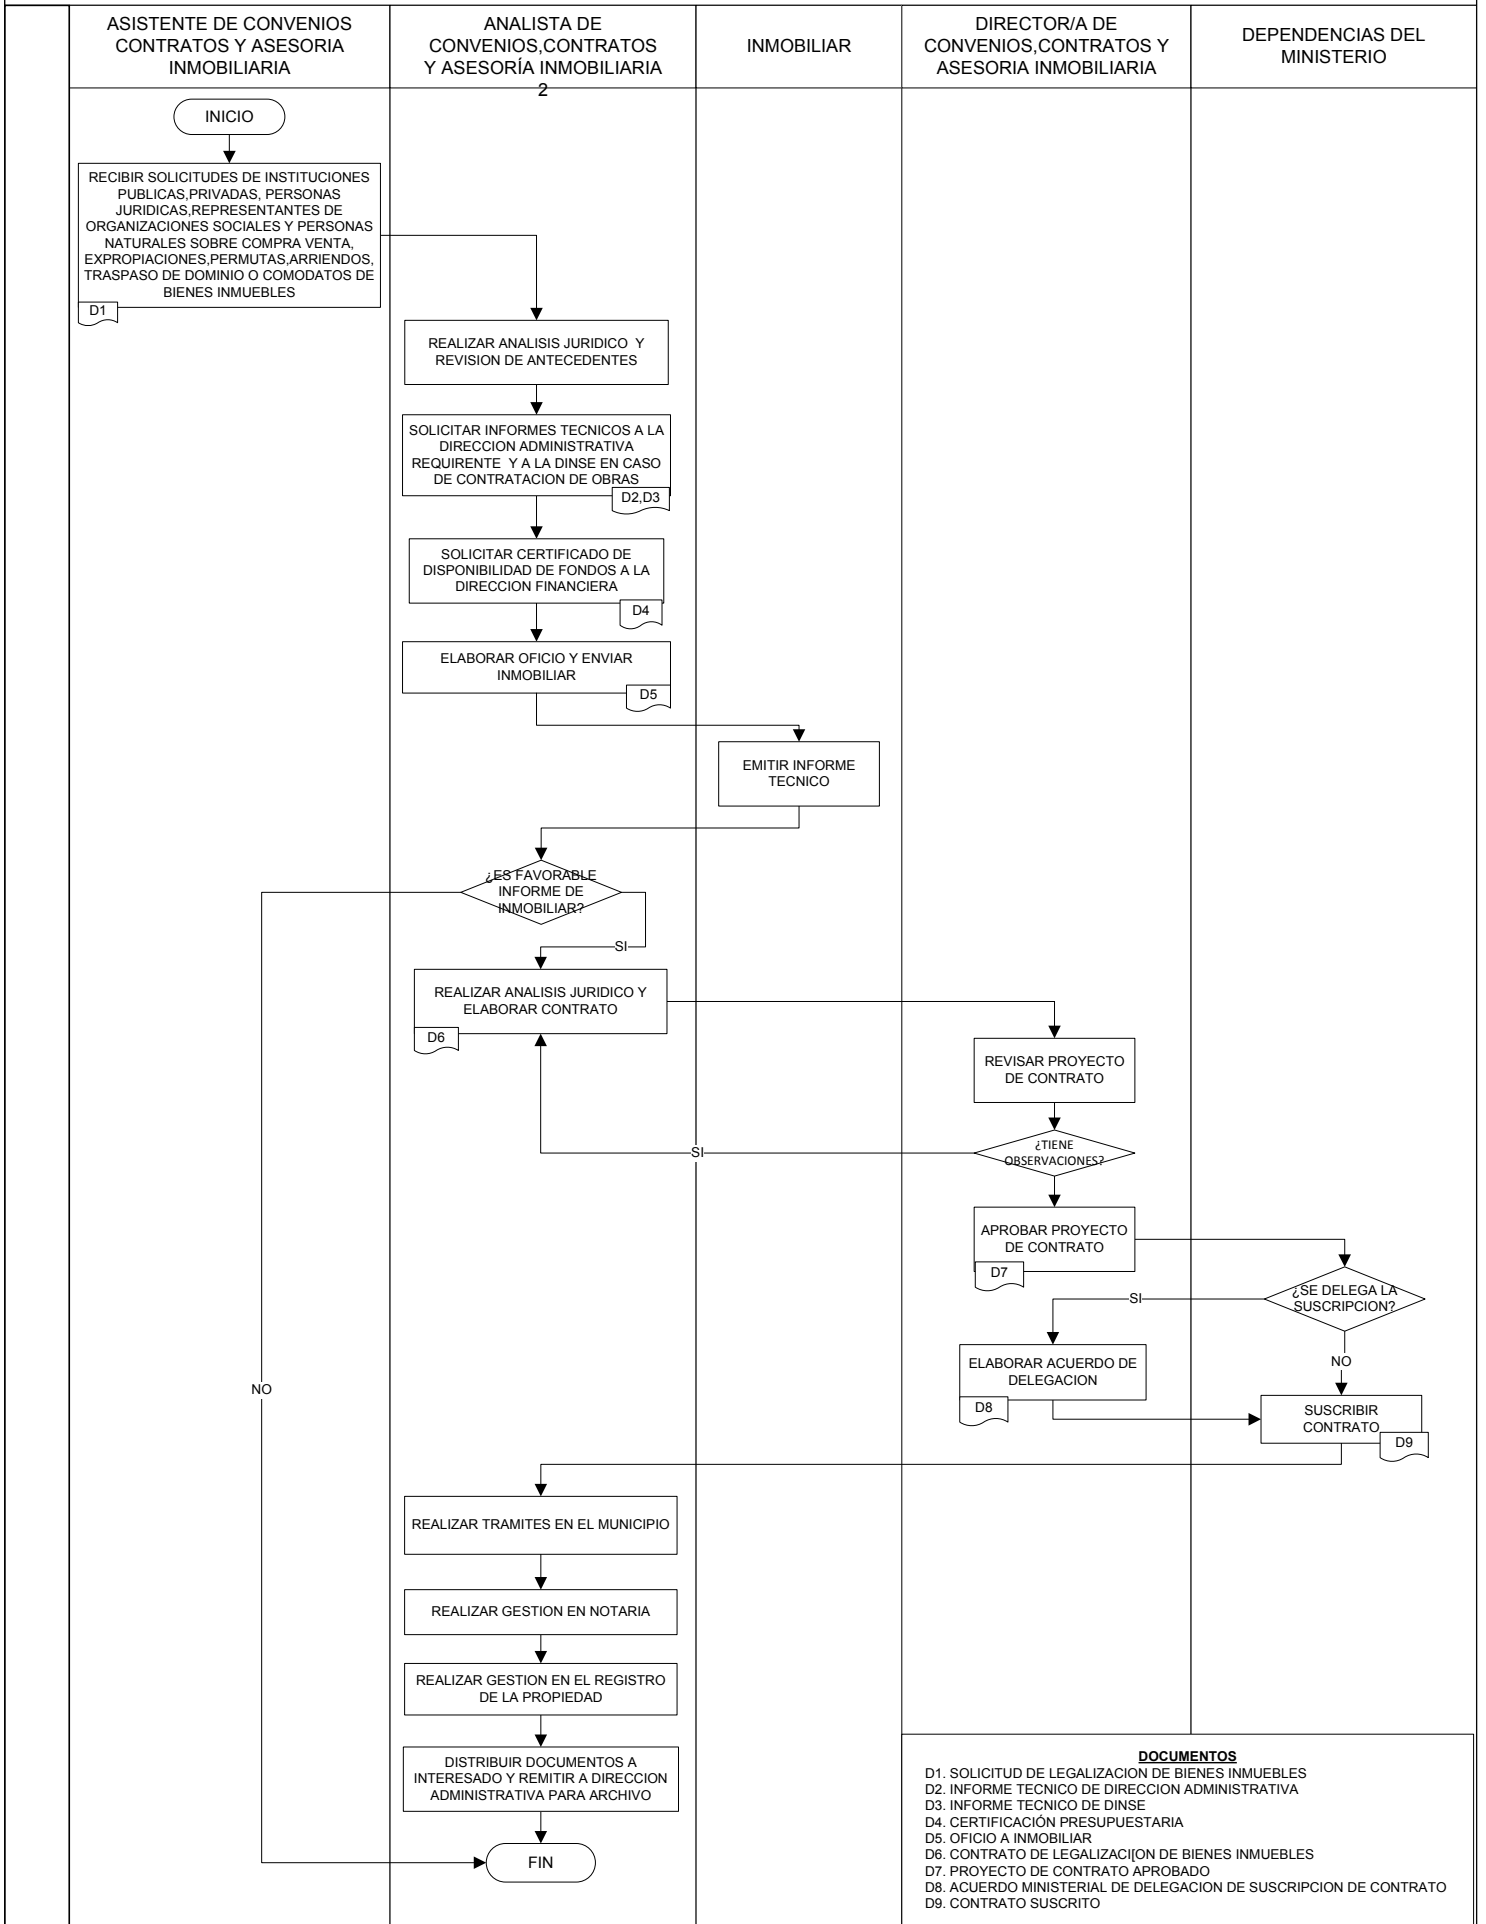 ASISTENTE DE CONVENIOS
CONTRATOS Y ASESORIA
INMOBILIARIA
ANALISTA DE
CONVENIOS,CONTRATOS
Y ASESORÍA INMOBILIARIA
2
INMOBILIAR
DIRECTOR/A DE
CONVENIOS,CONTRATOS Y
ASESORIA INMOBILIARIA
DEPENDENCIAS DEL
MINISTERIO
INICIO
RECIBIR SOLICITUDES DE INSTITUCIONES
PUBLICAS,PRIVADAS, PERSONAS
JURIDICAS,REPRESENTANTES DE
ORGANIZACIONES SOCIALES Y PERSONAS
NATURALES SOBRE COMPRA VENTA,
EXPROPIACIONES,PERMUTAS,ARRIENDOS,
TRASPASO DE DOMINIO O COMODATOS DE
BIENES INMUEBLES
D1
REALIZAR ANALISIS JURIDICO Y
REVISION DE ANTECEDENTES
SOLICITAR INFORMES TECNICOS A LA
DIRECCION ADMINISTRATIVA
REQUIRENTE Y A LA DINSE EN CASO
DE CONTRATACION DE OBRAS
D2,D3
SOLICITAR CERTIFICADO DE
DISPONIBILIDAD DE FONDOS A LA
DIRECCION FINANCIERA
D4
ELABORAR OFICIO Y ENVIAR
INMOBILIAR
D5
EMITIR INFORME
TECNICO
¿ES FAVORABLE
INFORME DE
INMOBILIAR?
SI
REALIZAR ANALISIS JURIDICO Y
ELABORAR CONTRATO
D6
REVISAR PROYECTO
DE CONTRATO
¿TIENE
OBSERVACIONES?
SI
APROBAR PROYECTO
DE CONTRATO
D7
¿SE DELEGA LA
SUSCRIPCION?
SI
NO
ELABORAR ACUERDO DE
DELEGACION
D8
NO
SUSCRIBIR
CONTRATO
D9
REALIZAR TRAMITES EN EL MUNICIPIO
REALIZAR GESTION EN NOTARIA
REALIZAR GESTION EN EL REGISTRO
DE LA PROPIEDAD
DISTRIBUIR DOCUMENTOS A
INTERESADO Y REMITIR A DIRECCION
ADMINISTRATIVA PARA ARCHIVO
FIN
DOCUMENTOS
D1. SOLICITUD DE LEGALIZACION DE BIENES INMUEBLES
D2. INFORME TECNICO DE DIRECCION ADMINISTRATIVA
D3. INFORME TECNICO DE DINSE
D4. CERTIFICACIÓN PRESUPUESTARIA
D5. OFICIO A INMOBILIAR
D6. CONTRATO DE LEGALIZACI[ON DE BIENES INMUEBLES
D7. PROYECTO DE CONTRATO APROBADO
D8. ACUERDO MINISTERIAL DE DELEGACION DE SUSCRIPCION DE CONTRATO
D9. CONTRATO SUSCRITO